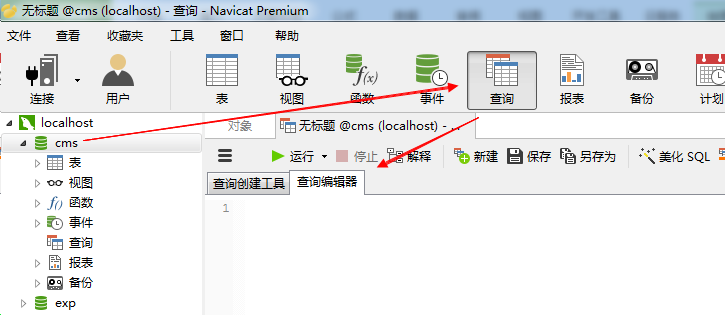 无标题 @cms (localhost) - 查询 - Navicat Premium
文件 查看 收藏夹 工具 窗口 帮助
连接 用户 表 视图 函数 事件 查询 报表 备份 计划
f(x)
localhost
cms
表
视图
f() 函数
事件
查询
报表
备份
exp
对象 无标题 @cms (localhost) - ...
运行 停止 解释 新建 保存 另存为 美化 SQL
查询创建工具 查询编辑器
1